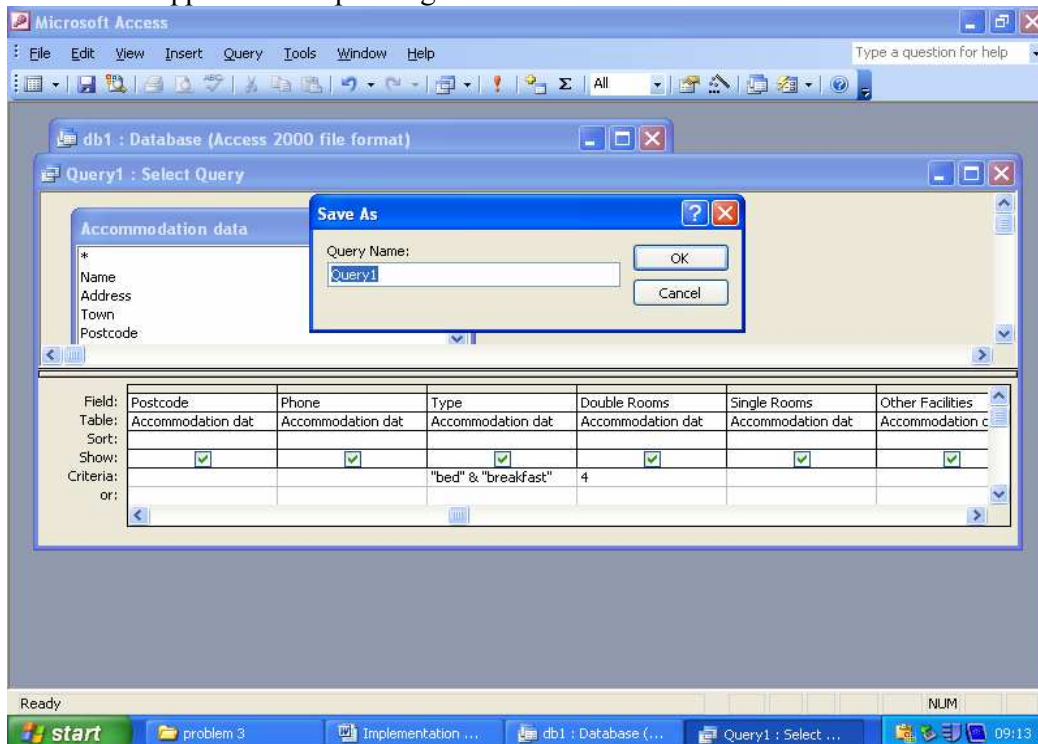 Microsoft Access
File Edit View Insert Query Tools Window Help Type a question for help
All
db1 : Database (Access 2000 file format)
Query1 : Select Query
Accommodation data
*
Name
Address
Town
Postcode
Save As
Query Name:
Query1
OK
Cancel
Field: Postcode Phone Type Double Rooms Single Rooms Other Facilities
Table: Accommodation dat Accommodation dat Accommodation dat Accommodation dat Accommodation dat Accommodation c
Sort:
Show:
Criteria: "bed" & "breakfast" 4
or:
Ready NUM
start problem 3 Implementation ... db1 : Database (... Query1 : Select ... 09:13